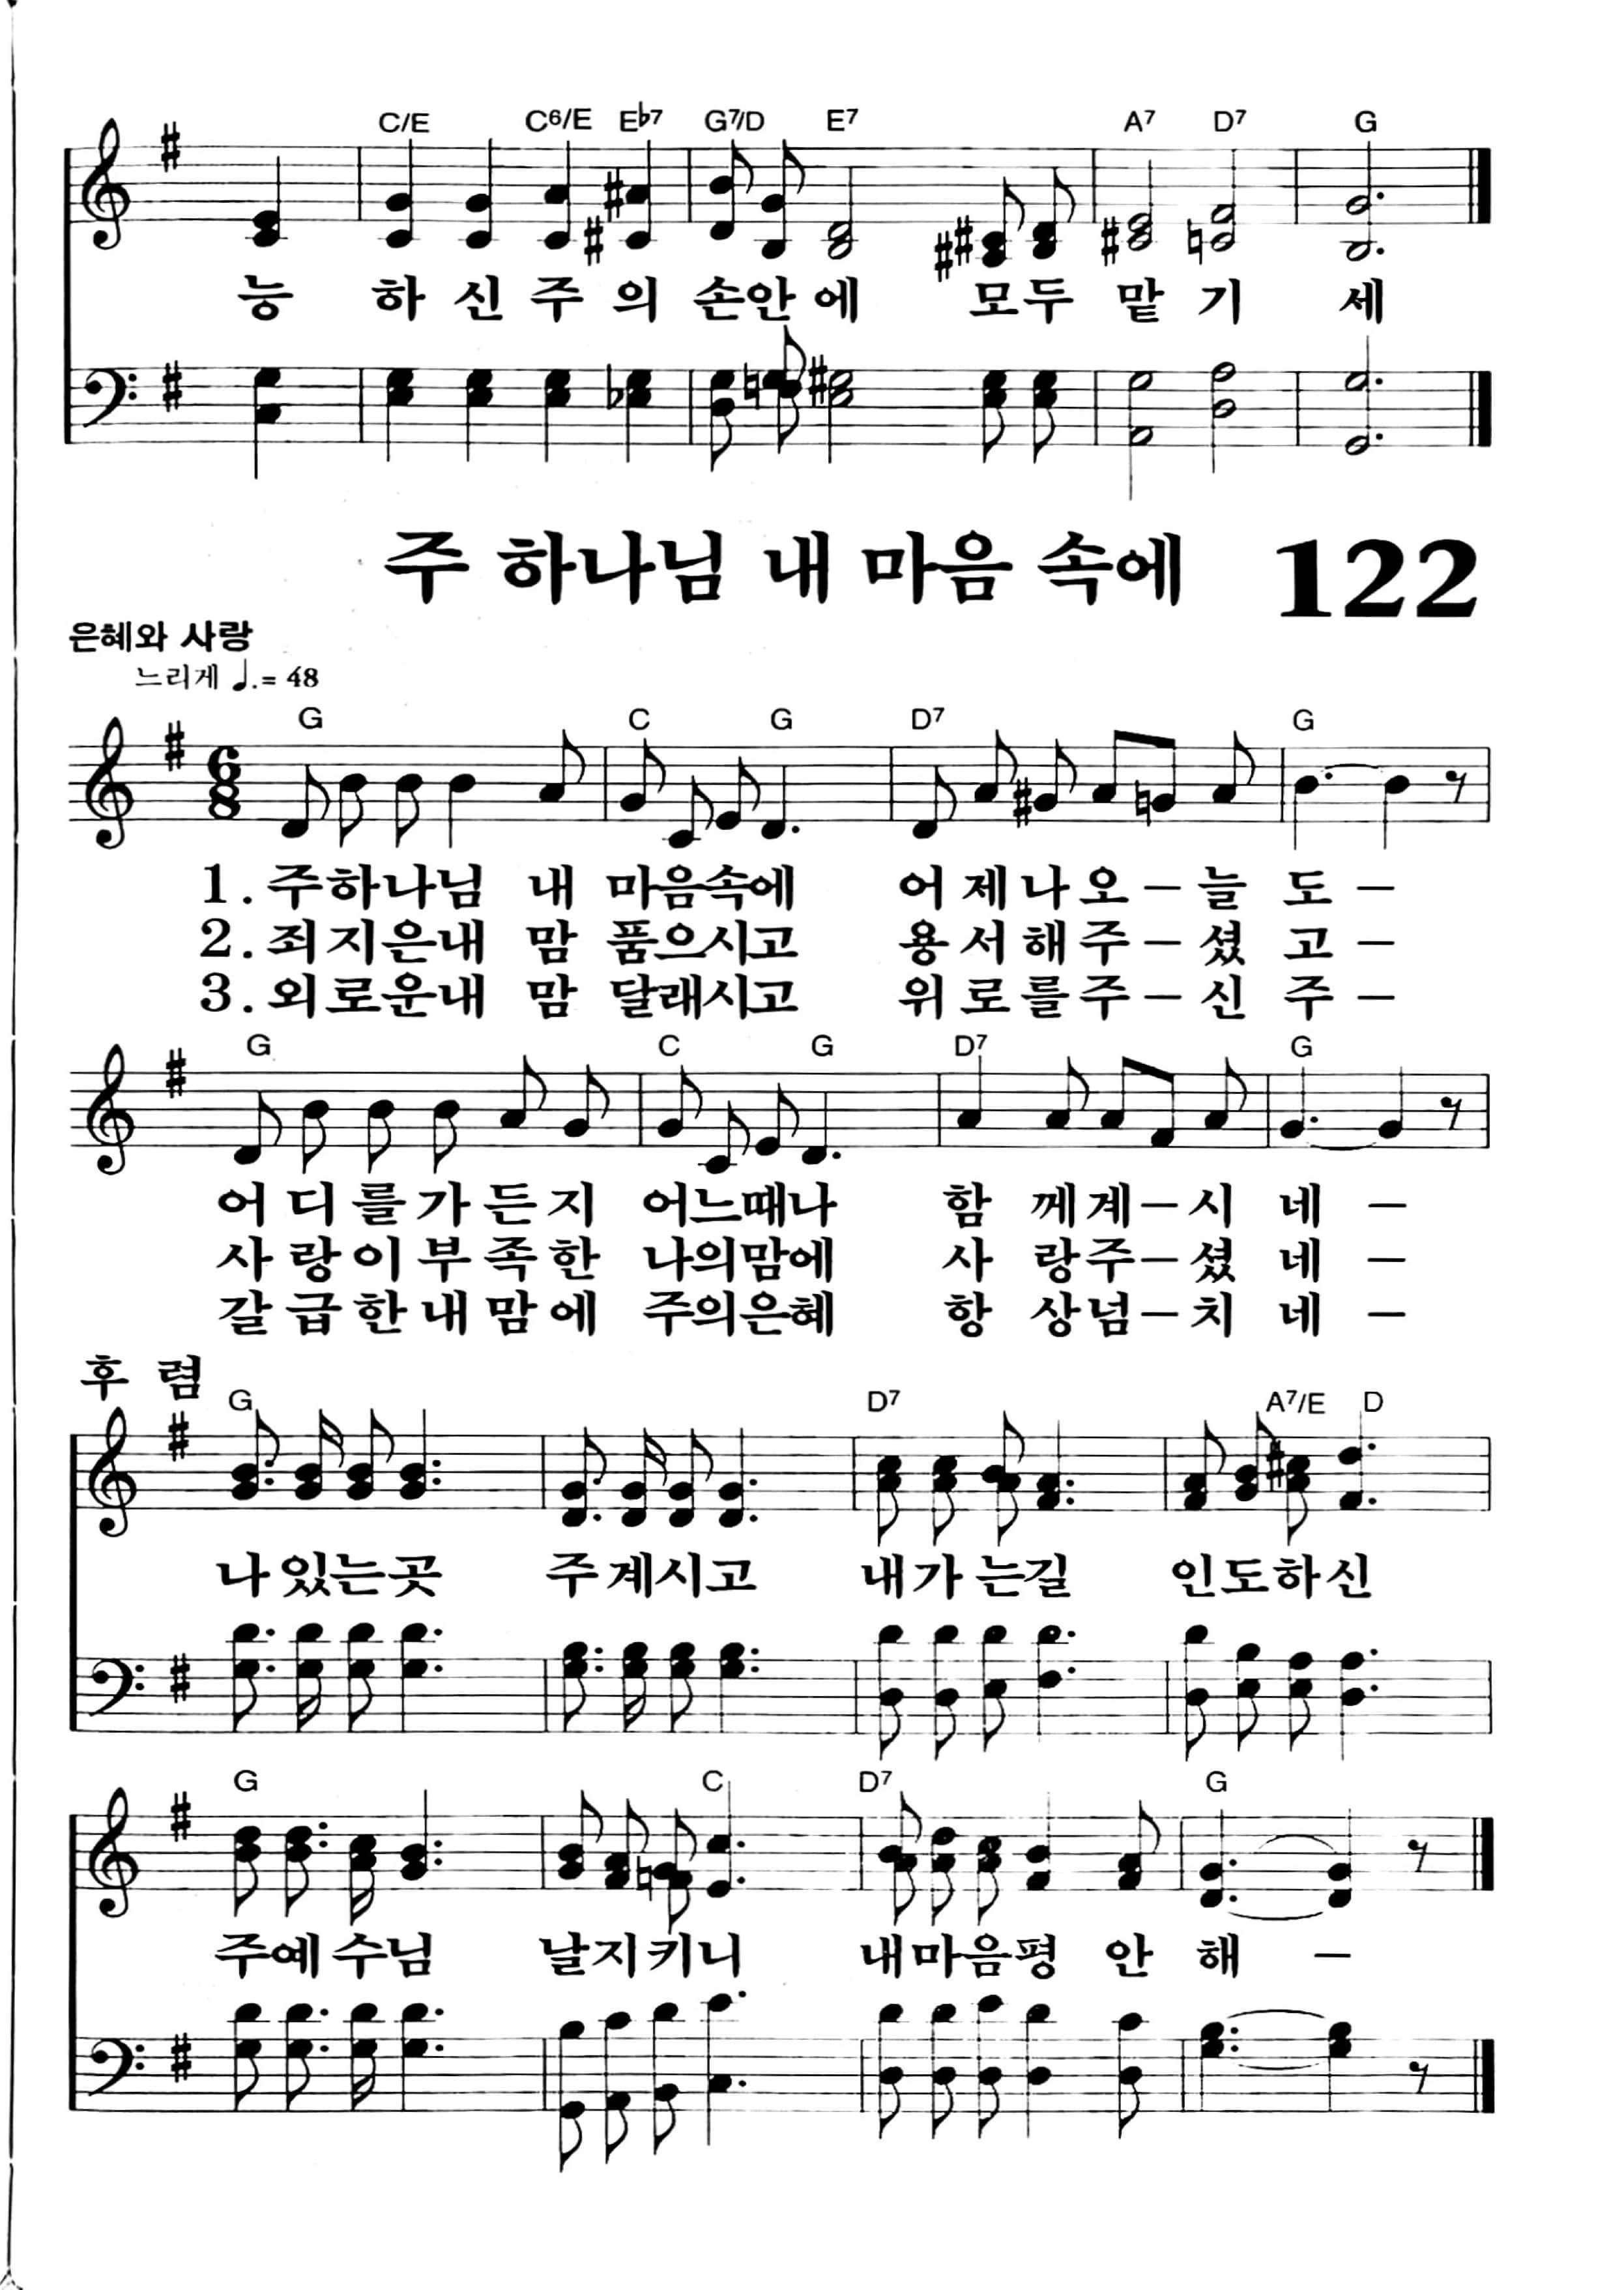 C/E C6/E Eb7 G7/D E7 A7 D7 G
능 하 신 주 의 손안 에 모두 맡 기 세
주 하나님 내 마음 속에 122
은혜와 사랑
느리게 ♩.= 48
G C G D7 G
6/8
1. 주하나님 내 마음속에 어 제 나 오 – 늘 도 –
2. 죄지은내 맘 품으시고 용 서 해 주 – 셨 고 –
3. 외로운내 맘 달래시고 위 로 를 주 – 신 주 –
G C G D7 G
어 디 를 가 든 지 어느때나 함 께 계 – 시 네 –
사 랑 이 부 족 한 나의맘에 사 랑 주 – 셨 네 –
갈 급 한 내 맘 에 주의은혜 항 상 넘 – 치 네 –
후 렴
G D7 A7/E D
나 있는곳 주 계시고 내가 는길 인도하신
G C D7 G
주예 수님 날지키니 내마음평 안 해 –